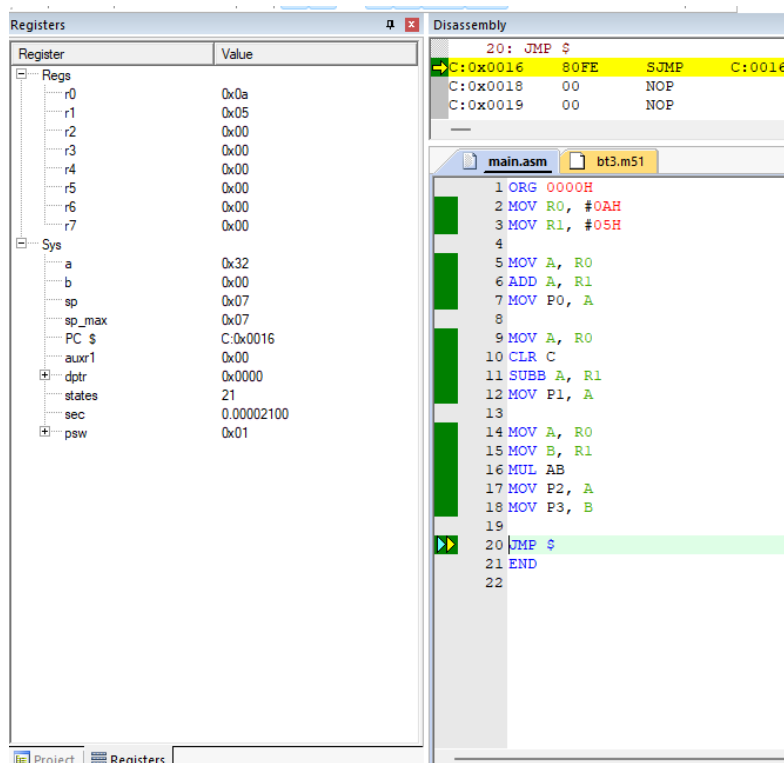 Registers
Register Value
Regs
r0 0x0a
r1 0x05
r2 0x00
r3 0x00
r4 0x00
r5 0x00
r6 0x00
r7 0x00
Sys
a 0x32
b 0x00
sp 0x07
sp_max 0x07
PC $ C:0x0016
auxr1 0x00
dptr 0x0000
states 21
sec 0.00002100
psw 0x01
Project Registers
Disassembly
20: JMP $
C:0x0016 80FE SJMP C:0016
C:0x0018 00 NOP
C:0x0019 00 NOP
main.asm bt3.m51
1 ORG 0000H
2 MOV R0, #0AH
3 MOV R1, #05H
4
5 MOV A, R0
6 ADD A, R1
7 MOV P0, A
8
9 MOV A, R0
10 CLR C
11 SUBB A, R1
12 MOV P1, A
13
14 MOV A, R0
15 MOV B, R1
16 MUL AB
17 MOV P2, A
18 MOV P3, B
19
20 JMP $
21 END
22